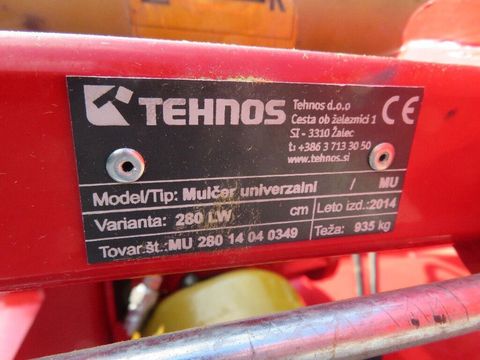 TEHNOS
Tehnos d.o.o
Cesta ob železnici 1
SI - 3310 Žalec
t: +386 3 713 30 50
www.tehnos.si
CE
Model/Tip: Mulčer univerzalni / MU
Varianta: 280 LW cm Leto izd.: 2014
Tovar.št.: MU 280 14 04 0349 Teža: 935 kg